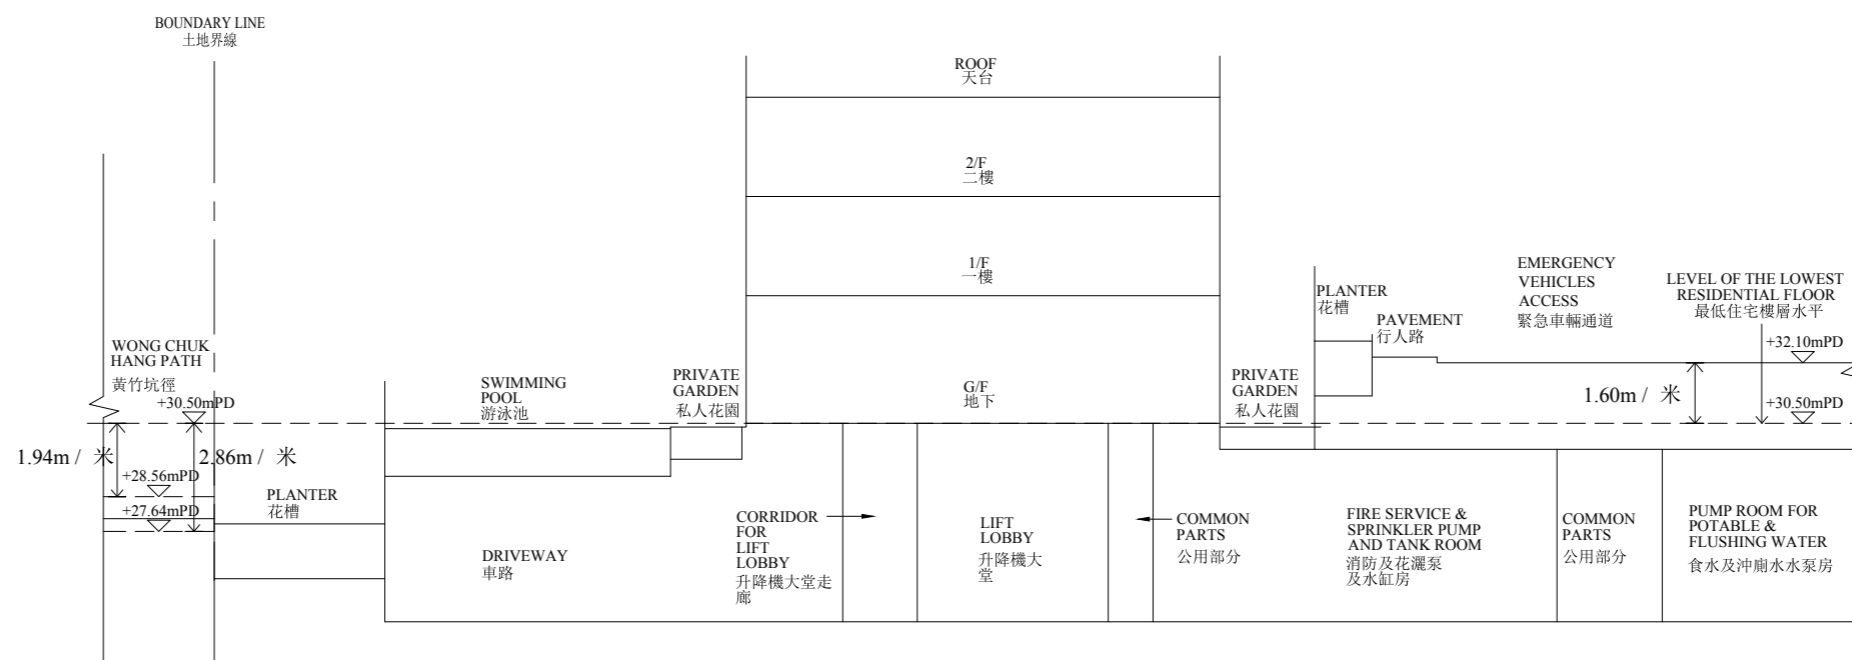 BOUNDARY LINE
土地界線
ROOF
天台
2/F
二樓
1/F
一樓
G/F
地下
WONG CHUK
HANG PATH
黃竹坑徑
+30.50mPD
1.94m / 米
2.86m / 米
+28.56mPD
+27.64mPD
PLANTER
花槽
SWIMMING
POOL
游泳池
PRIVATE
GARDEN
私人花園
DRIVEWAY
車路
CORRIDOR
FOR
LIFT
LOBBY
升降機大堂走
廊
LIFT
LOBBY
升降機大
堂
COMMON
PARTS
公用部分
PRIVATE
GARDEN
私人花園
PLANTER
花槽
PAVEMENT
行人路
EMERGENCY
VEHICLES
ACCESS
緊急車輛通道
LEVEL OF THE LOWEST
RESIDENTIAL FLOOR
最低住宅樓層水平
+32.10mPD
1.60m / 米
+30.50mPD
FIRE SERVICE &
SPRINKLER PUMP
AND TANK ROOM
消防及花灑泵
及水缸房
COMMON
PARTS
公用部分
PUMP ROOM FOR
POTABLE &
FLUSHING WATER
食水及沖廁水水泵房